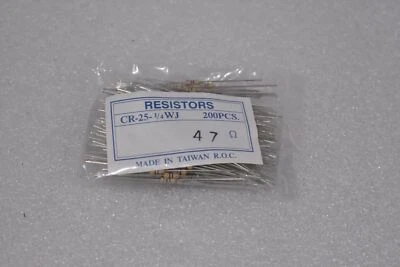 RESISTORS
CR-25-¼WJ 200PCS.
47 Ω
MADE IN TAIWAN R.O.C.